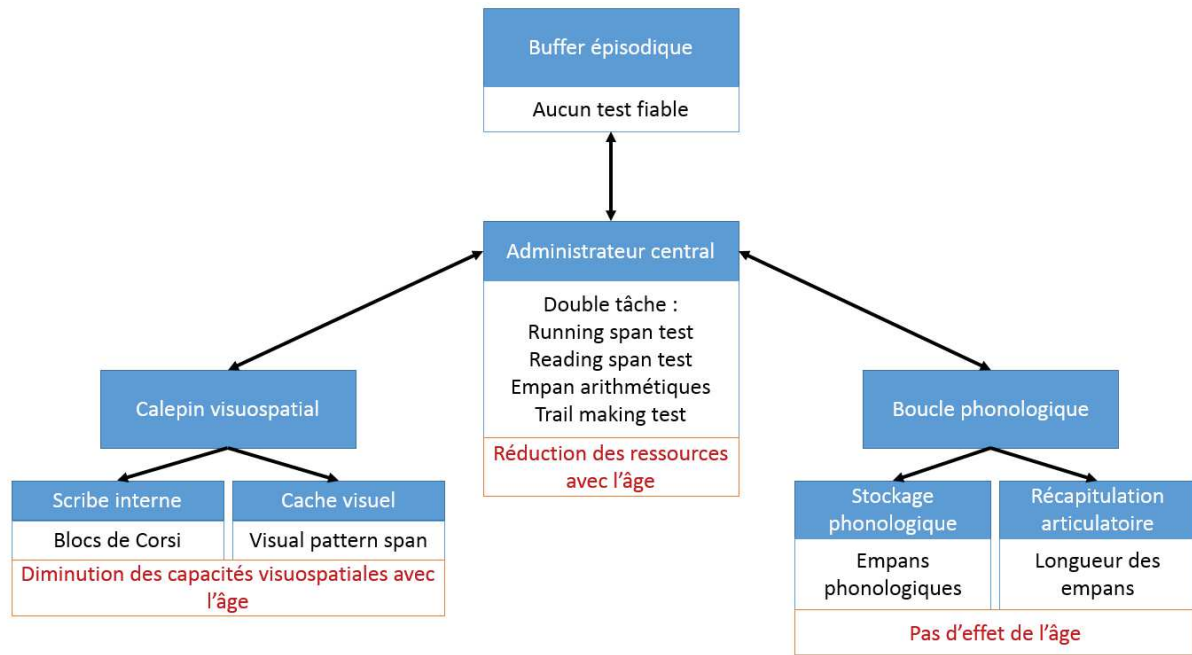 Buffer épisodique
Aucun test fiable
Administrateur central
Double tâche :
Running span test
Reading span test
Empan arithmétiques
Trail making test
Réduction des ressources
avec l'âge
Calepin visuospatial
Scribe interne
Blocs de Corsi
Cache visuel
Visual pattern span
Diminution des capacités visuospatiales avec
l'âge
Boucle phonologique
Stockage
phonologique
Empans
phonologiques
Récapitulation
articulatoire
Longueur des
empans
Pas d'effet de l'âge